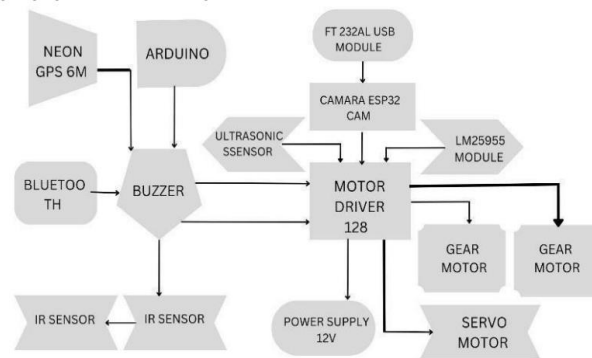 NEON
GPS 6M
ARDUINO
FT 232AL USB
MODULE
CAMARA ESP32
CAM
ULTRASONIC
SSENSOR
LM25955
MODULE
BLUETOO
TH
BUZZER
MOTOR
DRIVER
128
GEAR
MOTOR
GEAR
MOTOR
IR SENSOR
IR SENSOR
POWER SUPPLY
12V
SERVO
MOTOR